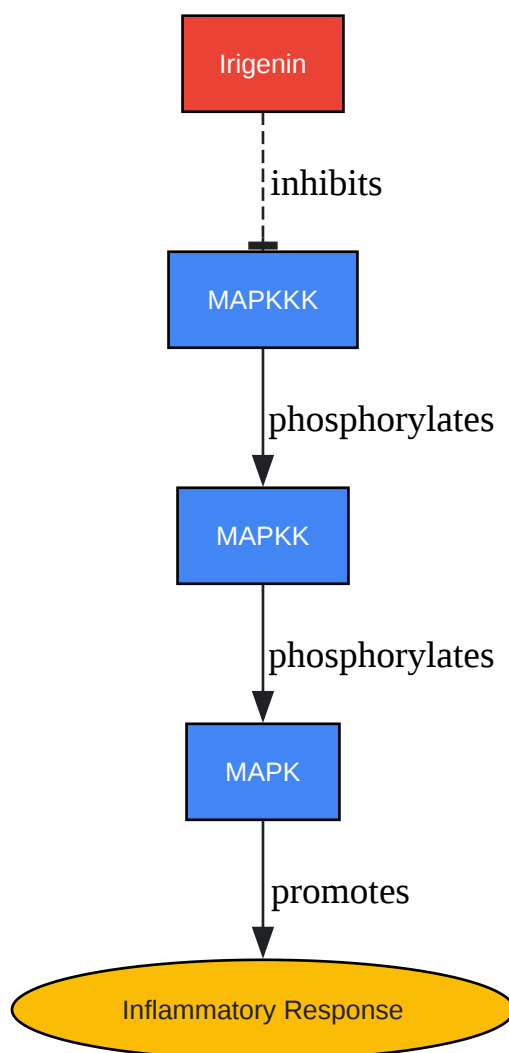 Irigenin
inhibits
MAPKKK
phosphorylates
MAPKK
phosphorylates
MAPK
promotes
Inflammatory Response